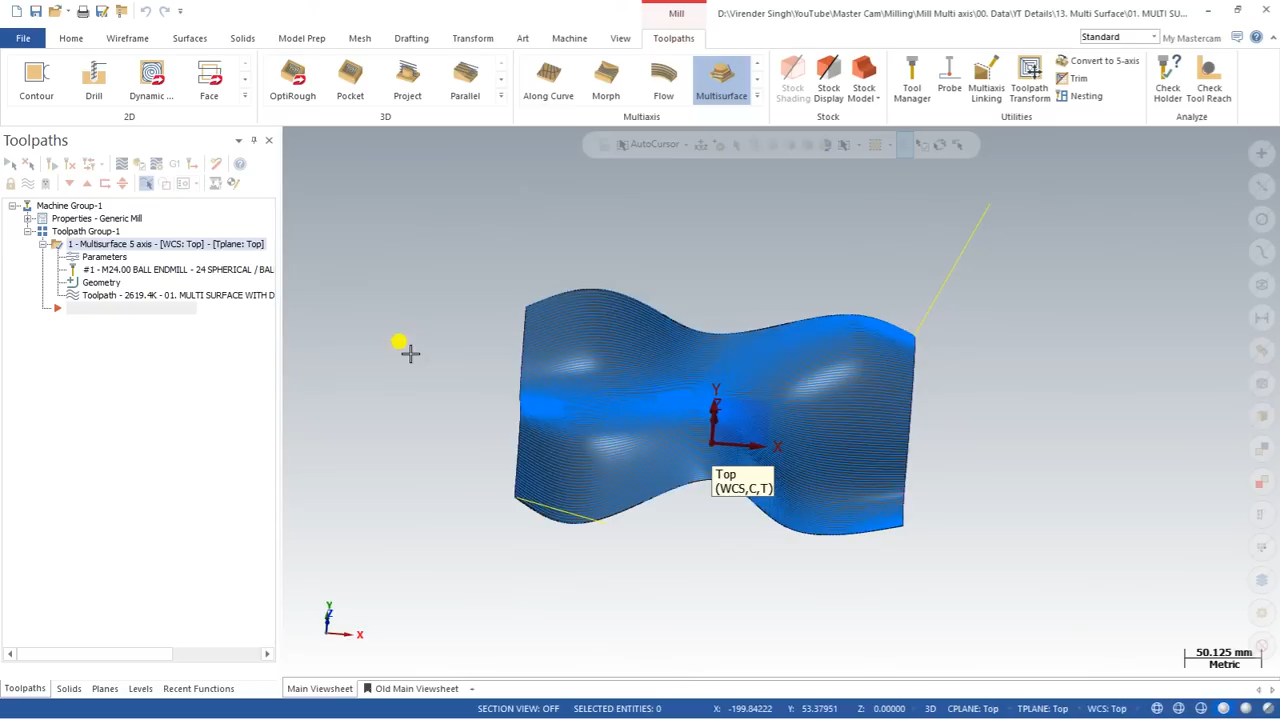 Mill
D:\Virender Singh\YouTube\Master Cam\Milling\Mill Multi axis\00. Data\YT Details\13. Multi Surface\01. MULTI SU...
File Home Wireframe Surfaces Solids Model Prep Mesh Drafting Transform Art Machine View Toolpaths
Standard
My Mastercam
Contour Drill Dynamic ... Face
OptiRough Pocket Project Parallel
Along Curve Morph Flow Multisurface
Stock Shading
Stock Display
Stock Model
Tool Manager
Probe
Multiaxis Linking
Toolpath Transform
Convert to 5-axis
Trim
Nesting
Check Holder
Check Tool Reach
2D 3D Multiaxis Stock Utilities Analyze
Toolpaths
G1
AutoCursor
Machine Group-1
Properties - Generic Mill
Toolpath Group-1
1 - Multisurface 5 axis - [WCS: Top] - [Tplane: Top]
Parameters
#1 - M24.00 BALL ENDMILL - 24 SPHERICAL / BAL
Geometry
Toolpath - 2619.4K - 01. MULTI SURFACE WITH D
Y
Z
X
Top
(WCS,C,T)
Y
Z
X
50.125 mm
Metric
Toolpaths Solids Planes Levels Recent Functions
Main Viewsheet Old Main Viewsheet +
SECTION VIEW: OFF SELECTED ENTITIES: 0 X: -199.84222 Y: 53.37951 Z: 0.00000 3D CPLANE: Top TPLANE: Top WCS: Top